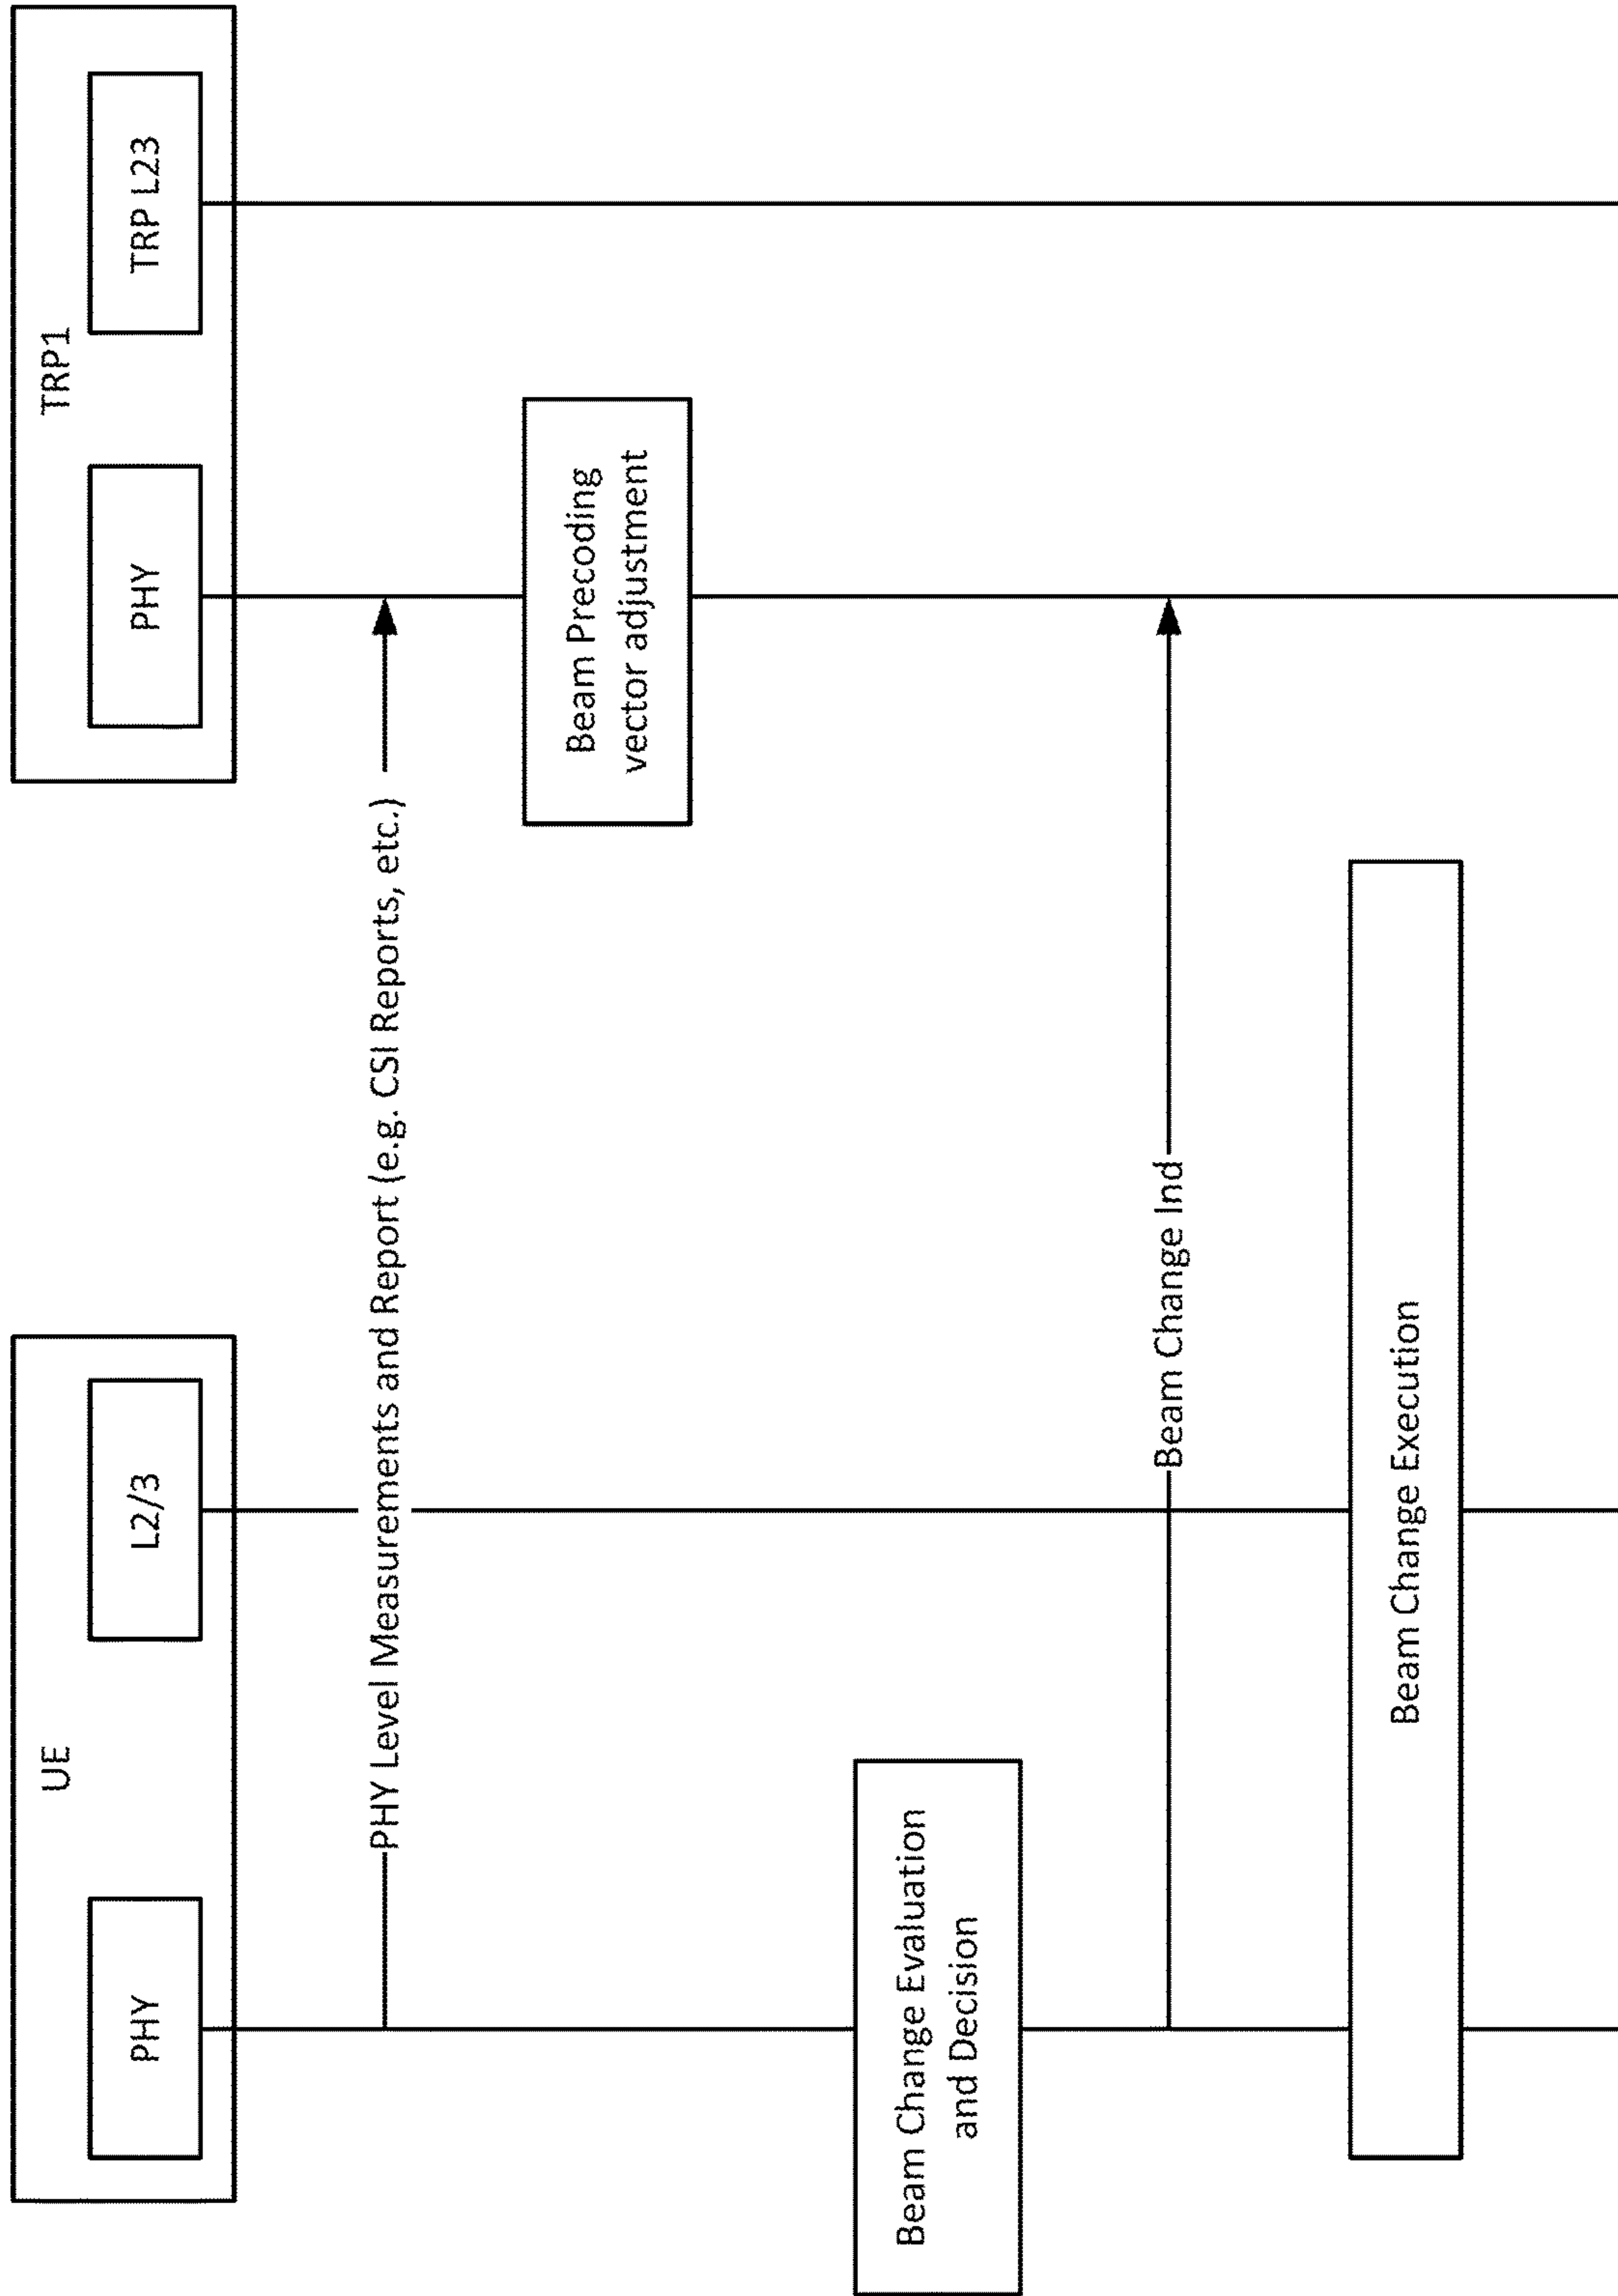 UE
TRP1
PHY
L2/3
PHY
TRP L23
PHY Level Measurements and Report (e.g. CSI Reports, etc.)
Beam Precoding
vector adjustment
Beam Change Evaluation
and Decision
Beam Change Ind
Beam Change Execution